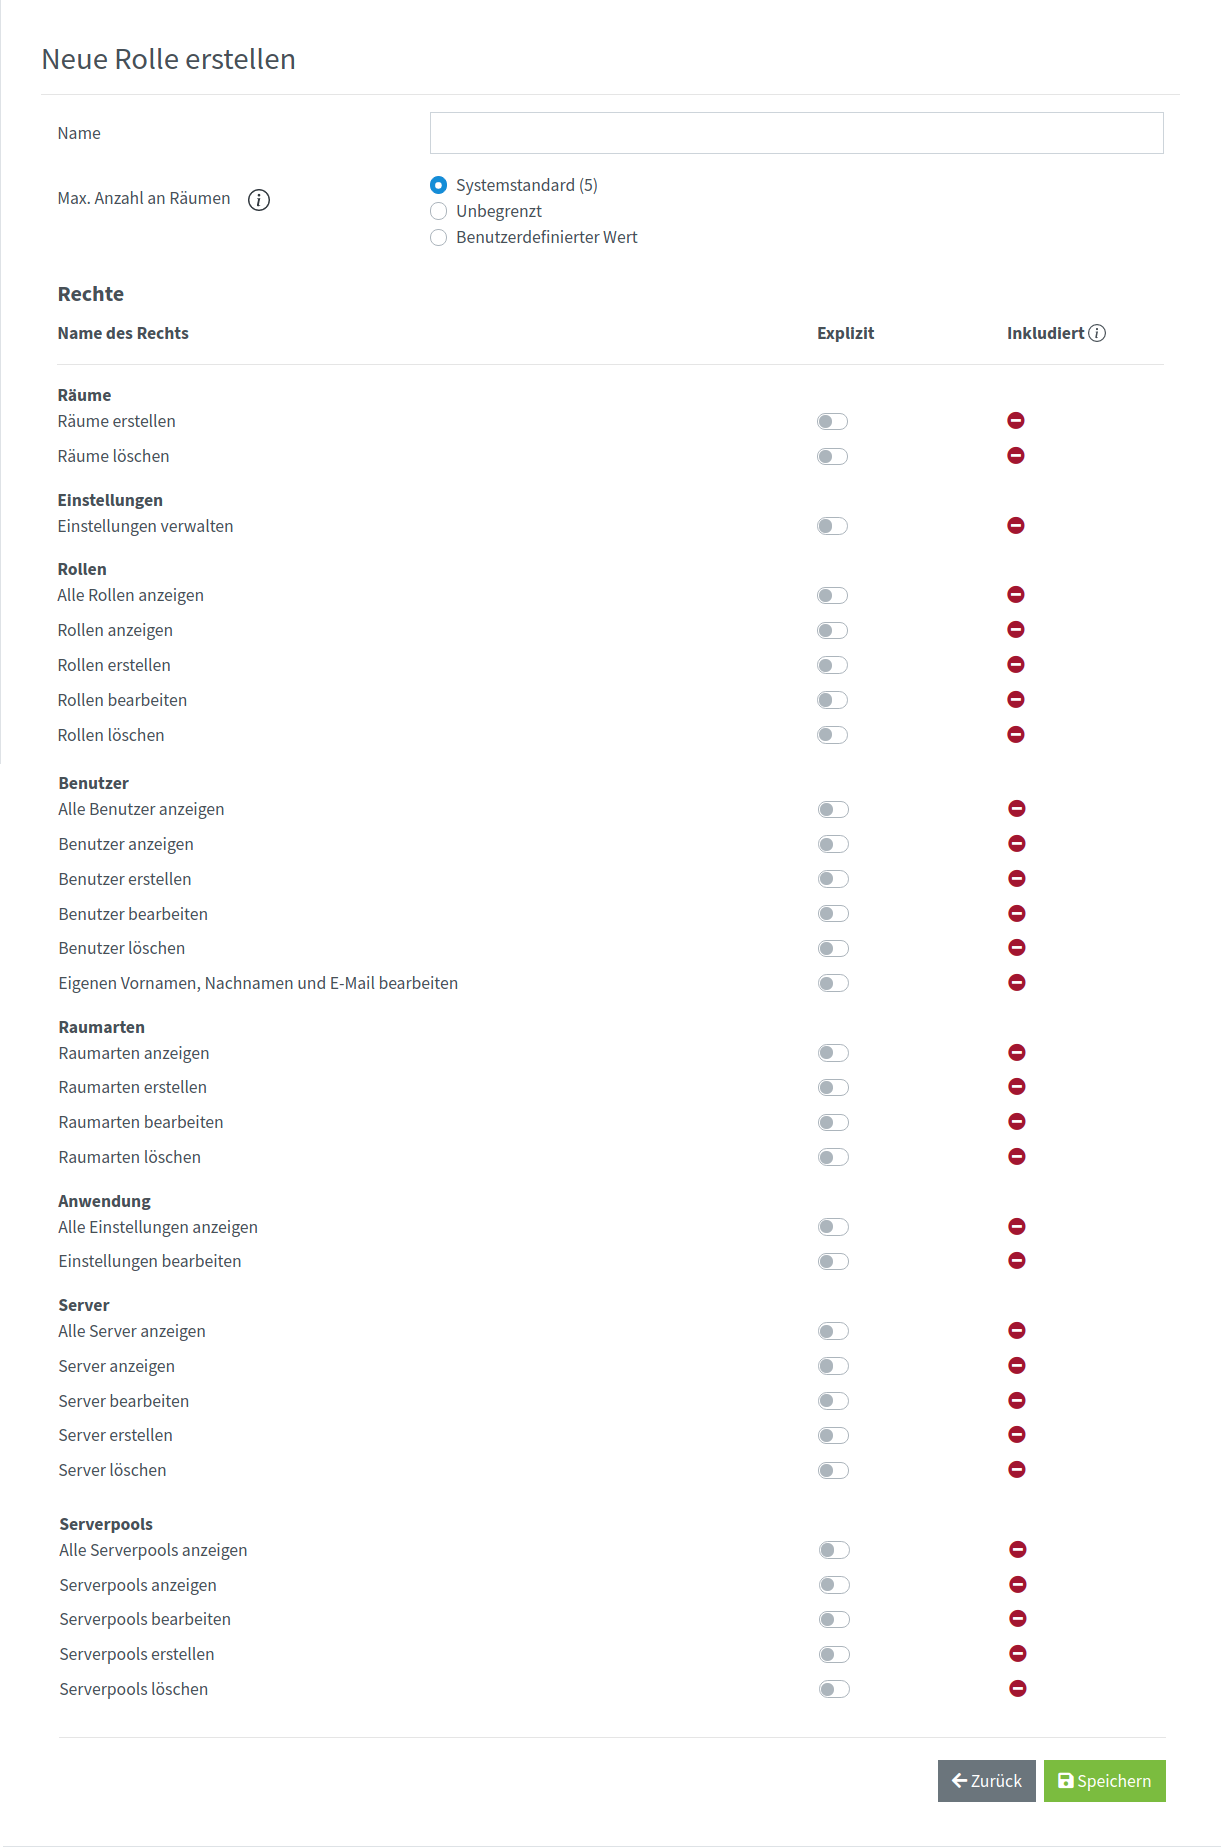 Neue Rolle erstellen
Name
Max. Anzahl an Räumen
Systemstandard (5)
Unbegrenzt
Benutzerdefinierter Wert
Rechte
Name des Rechts Explizit Inkludiert
Räume
Räume erstellen
Räume löschen
Einstellungen
Einstellungen verwalten
Rollen
Alle Rollen anzeigen
Rollen anzeigen
Rollen erstellen
Rollen bearbeiten
Rollen löschen
Benutzer
Alle Benutzer anzeigen
Benutzer anzeigen
Benutzer erstellen
Benutzer bearbeiten
Benutzer löschen
Eigenen Vornamen, Nachnamen und E-Mail bearbeiten
Raumarten
Raumarten anzeigen
Raumarten erstellen
Raumarten bearbeiten
Raumarten löschen
Anwendung
Alle Einstellungen anzeigen
Einstellungen bearbeiten
Server
Alle Server anzeigen
Server anzeigen
Server bearbeiten
Server erstellen
Server löschen
Serverpools
Alle Serverpools anzeigen
Serverpools anzeigen
Serverpools bearbeiten
Serverpools erstellen
Serverpools löschen
Zurück Speichern